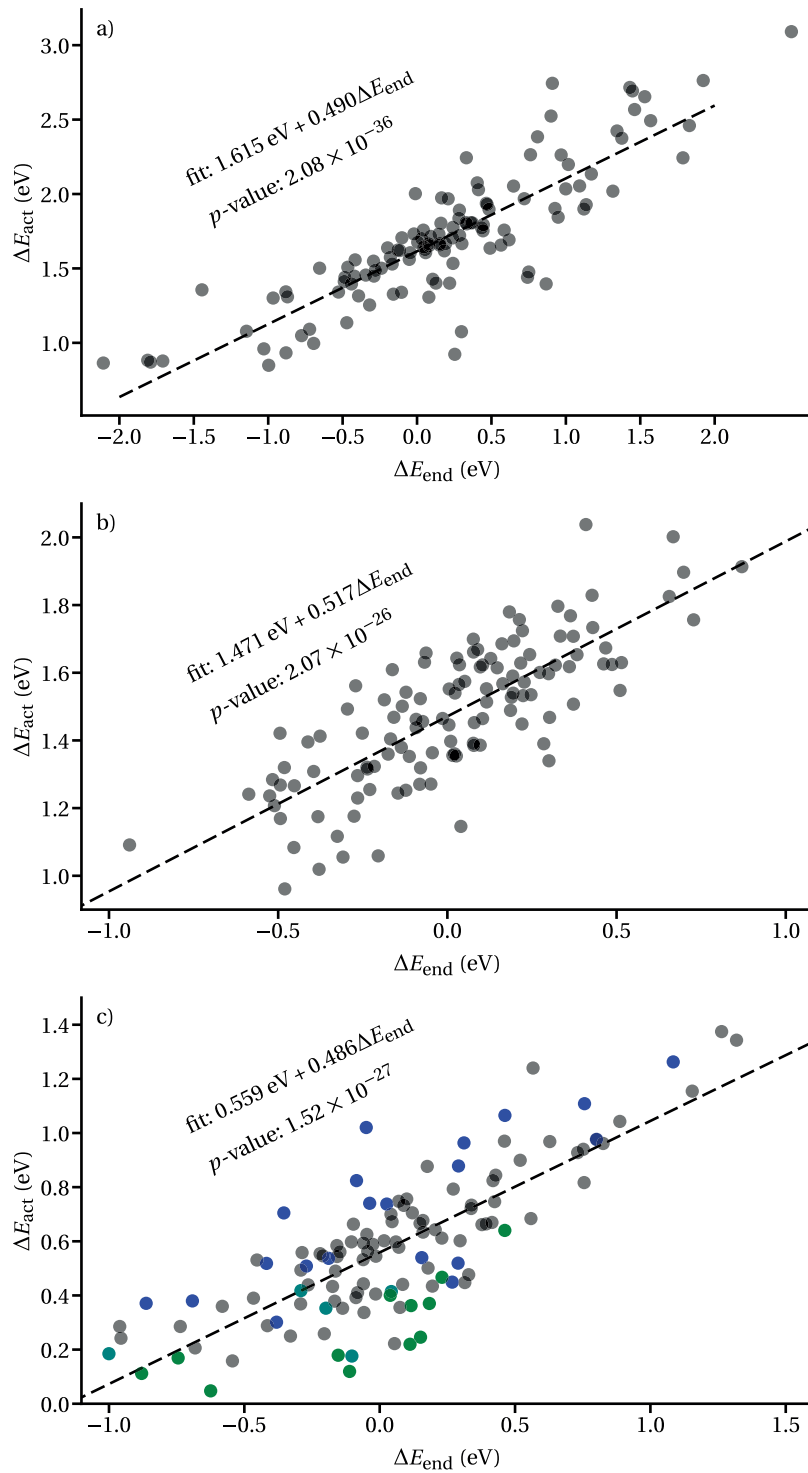 a)
3.0
2.5
2.0
1.5
1.0
ΔE_act (eV)
fit: 1.615 eV + 0.490ΔE_end
p-value: 2.08 × 10⁻³⁶
−2.0 −1.5 −1.0 −0.5 0.0 0.5 1.0 1.5 2.0
ΔE_end (eV)
b)
2.0
1.8
1.6
1.4
1.2
1.0
ΔE_act (eV)
fit: 1.471 eV + 0.517ΔE_end
p-value: 2.07 × 10⁻²⁶
−1.0 −0.5 0.0 0.5 1.0
ΔE_end (eV)
c)
1.4
1.2
1.0
0.8
0.6
0.4
0.2
0.0
ΔE_act (eV)
fit: 0.559 eV + 0.486ΔE_end
p-value: 1.52 × 10⁻²⁷
−1.0 −0.5 0.0 0.5 1.0 1.5
ΔE_end (eV)